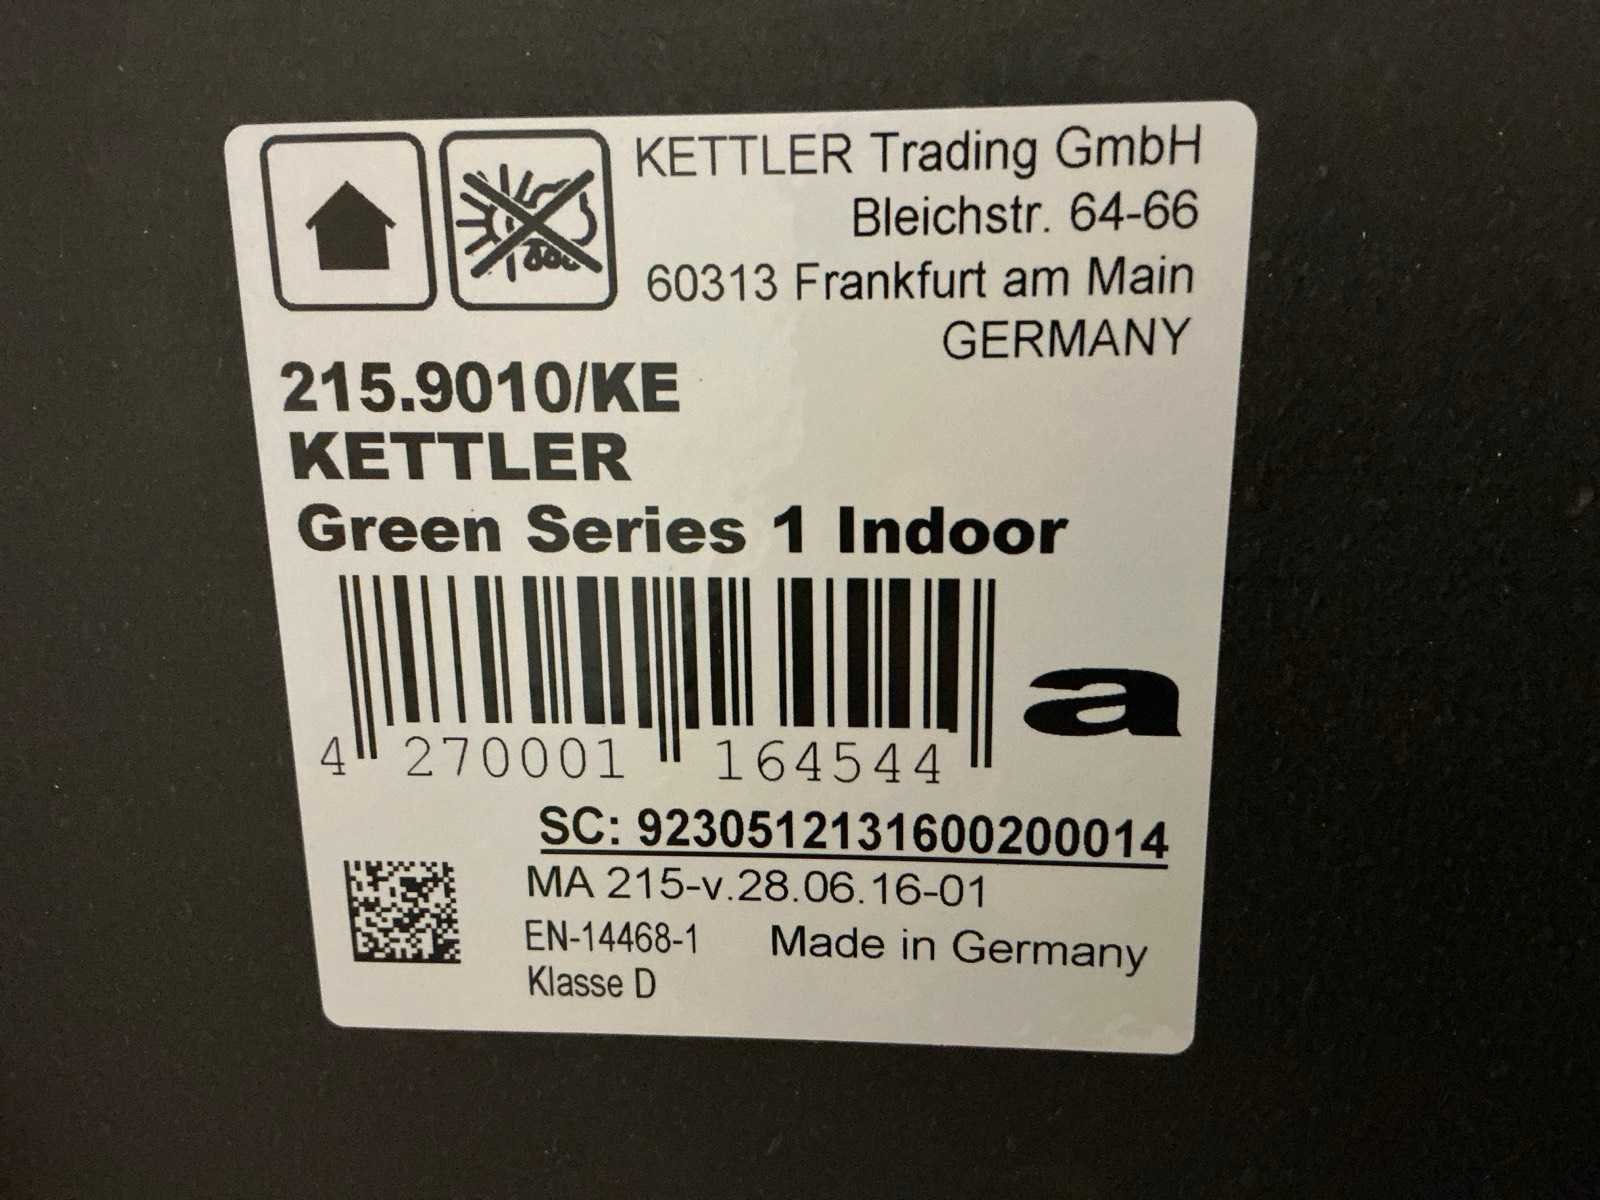 KETTLER Trading GmbH
Bleichstr. 64-66
60313 Frankfurt am Main
GERMANY
215.9010/KE
KETTLER
Green Series 1 Indoor
a
4 270001 164544
SC: 9230512131600200014
MA 215-v.28.06.16-01
EN-14468-1 Made in Germany
Klasse D